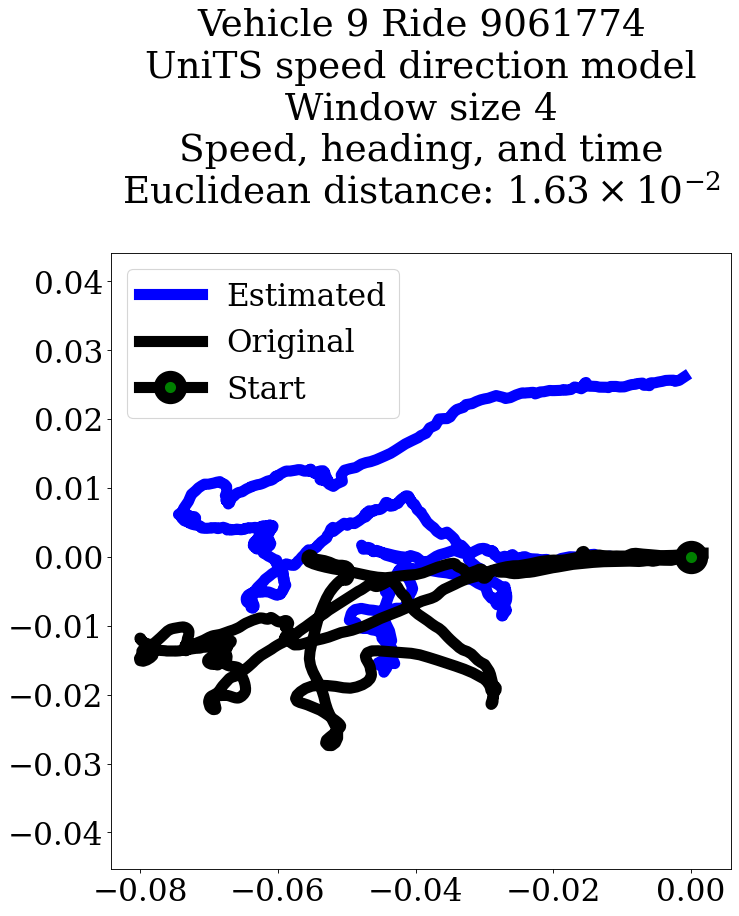 Vehicle 9 Ride 9061774
UniTS speed direction model
Window size 4
Speed, heading, and time
Euclidean distance: 1.63 × 10⁻²
Estimated
Original
Start
0.04
0.03
0.02
0.01
0.00
−0.01
−0.02
−0.03
−0.04
−0.08 −0.06 −0.04 −0.02 0.00